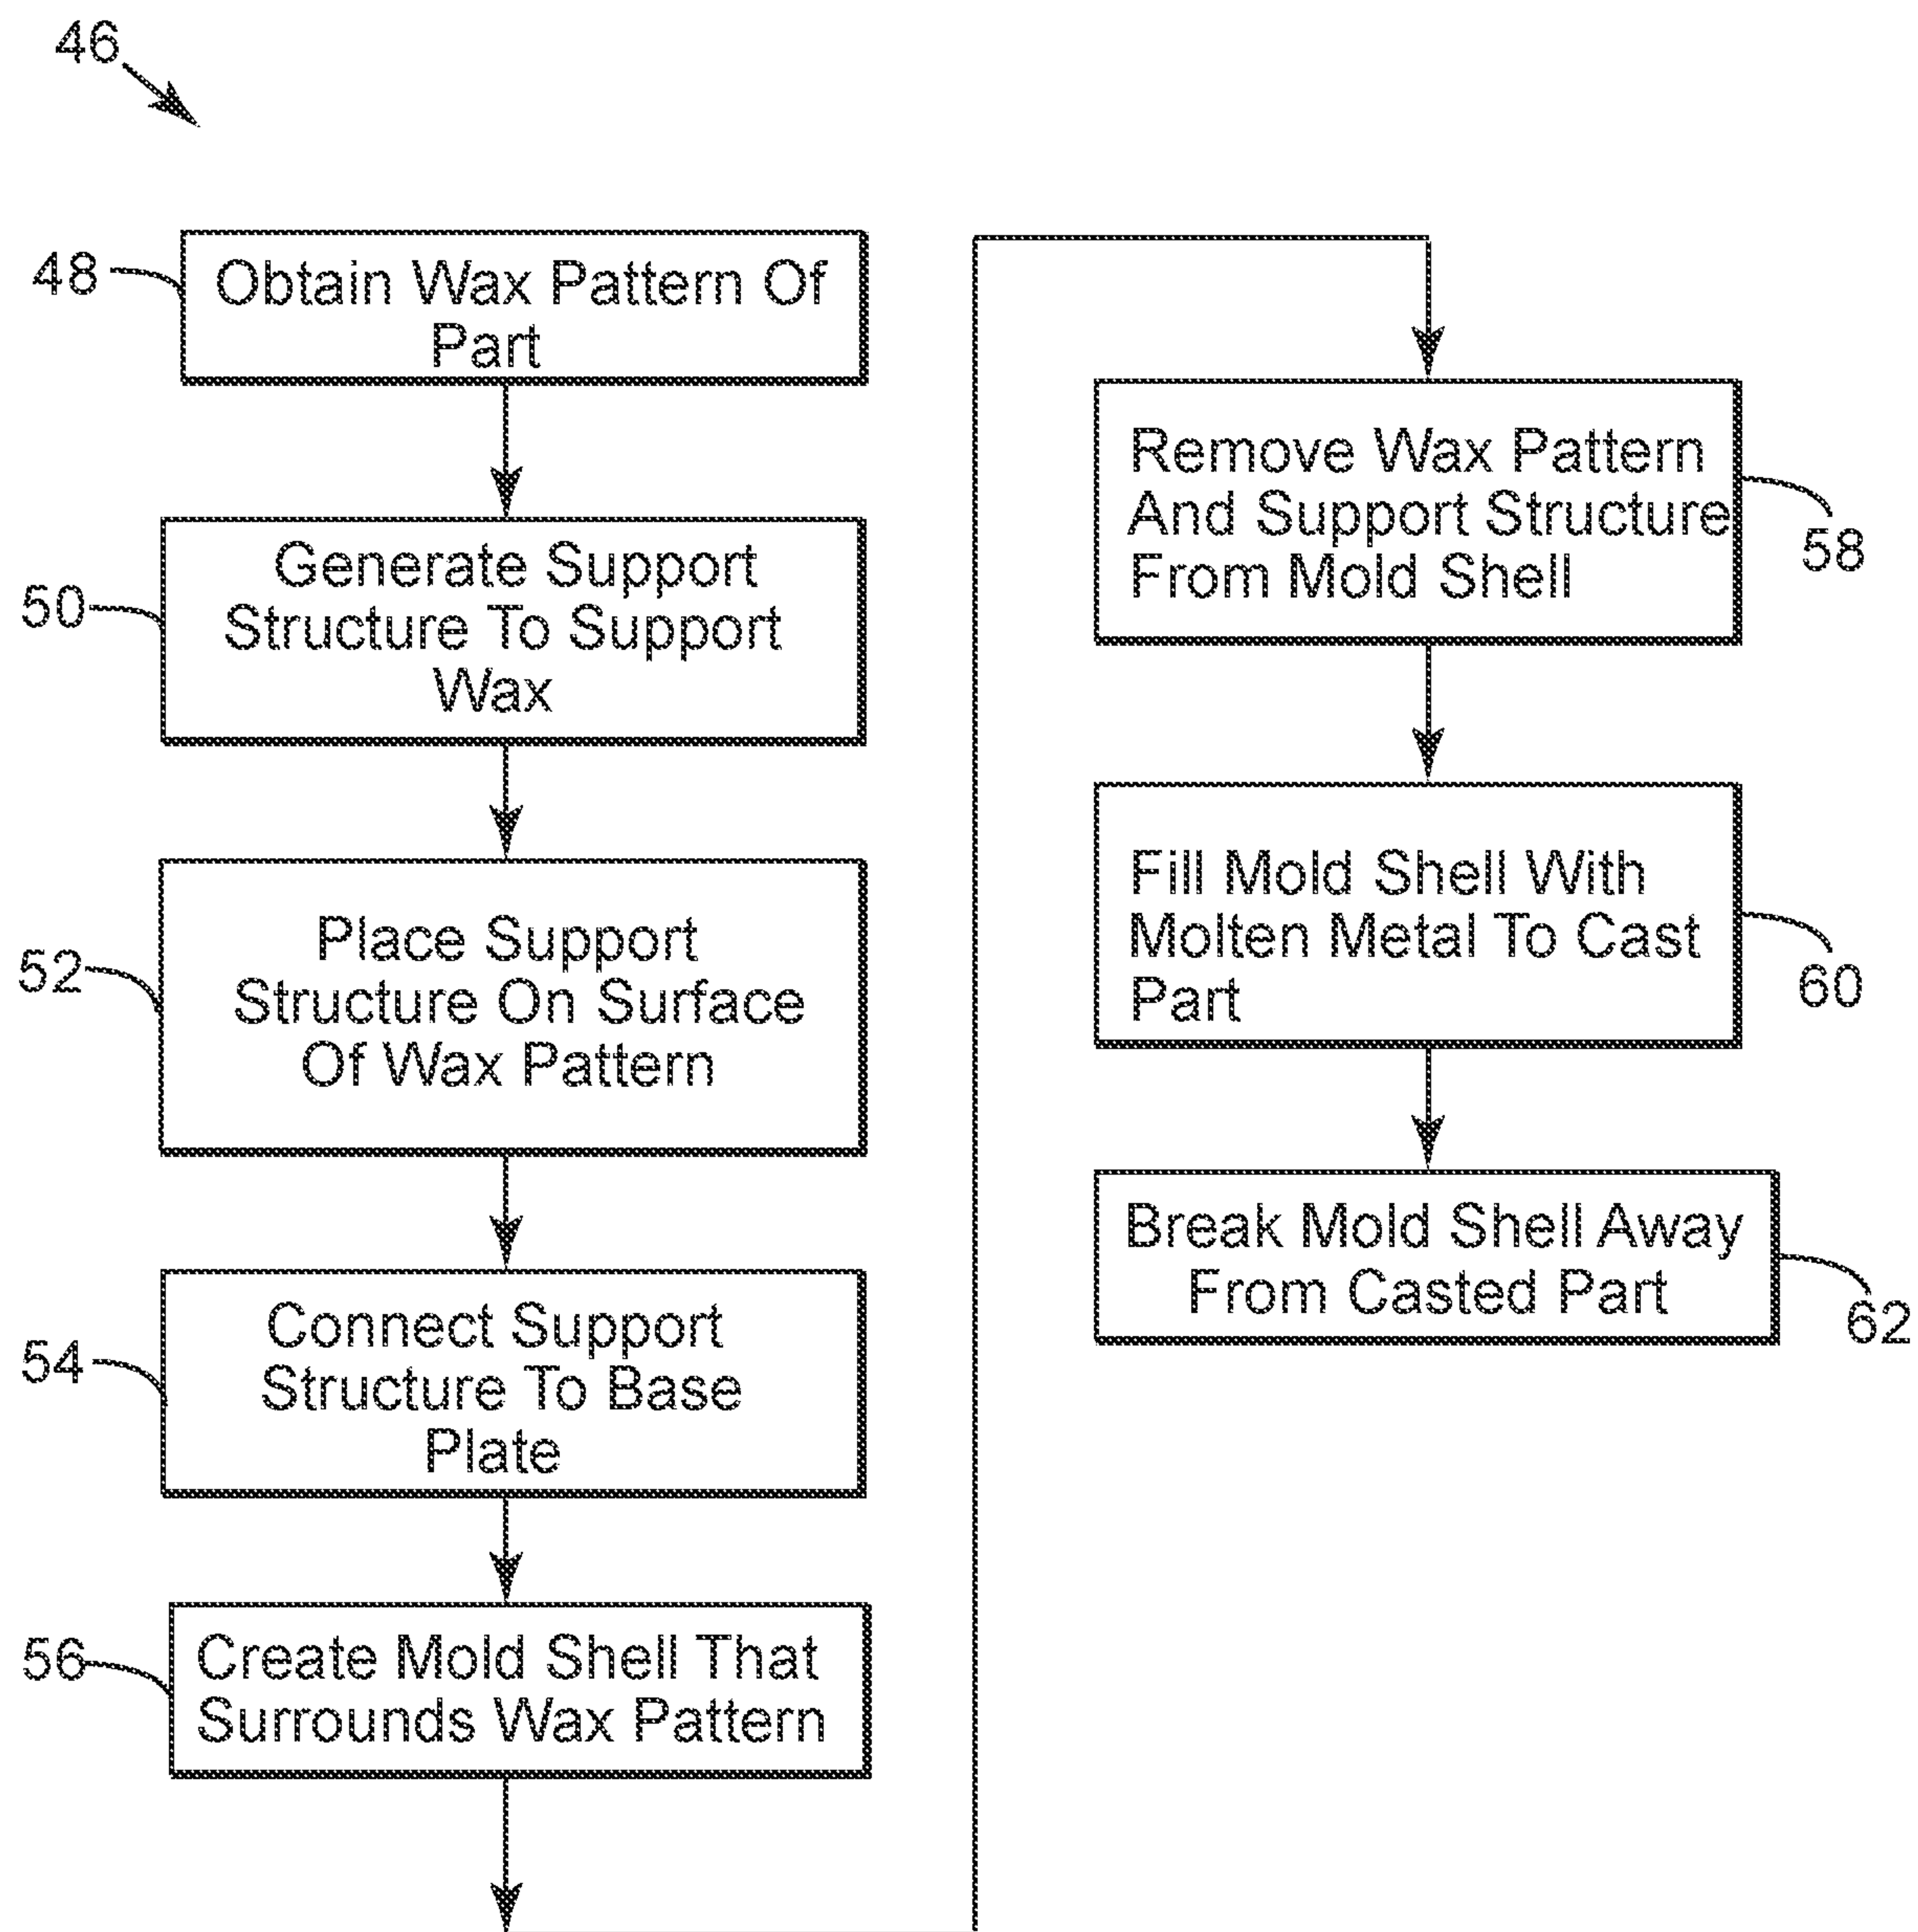 46
48
Obtain Wax Pattern Of
Part
50
Generate Support
Structure To Support
Wax
52
Place Support
Structure On Surface
Of Wax Pattern
54
Connect Support
Structure To Base
Plate
56
Create Mold Shell That
Surrounds Wax Pattern
Remove Wax Pattern
And Support Structure
From Mold Shell
58
Fill Mold Shell With
Molten Metal To Cast
Part
60
Break Mold Shell Away
From Casted Part
62